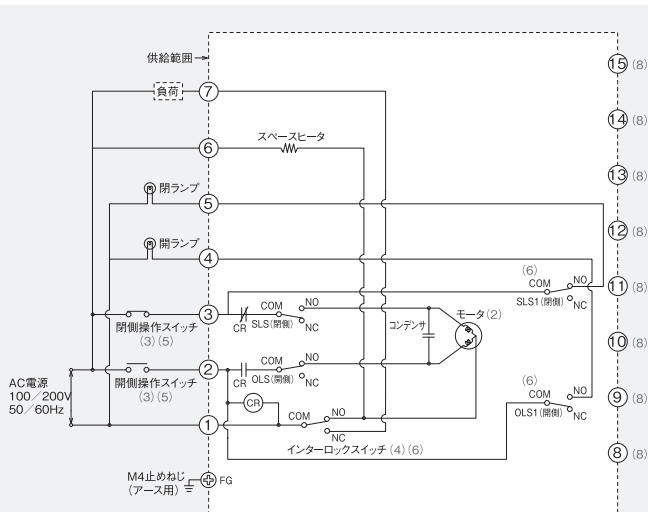 供給範囲
15 (8)
負荷
7
14 (8)
スペースヒータ
6
13 (8)
閉ランプ
5
12 (8)
開ランプ
4
(6)
COM
NO
NC
SLS1(閉側)
11 (8)
3
CR
COM
NO
NC
SLS(閉側)
コンデンサ
モータ(2)
閉側操作スイッチ
(3)(5)
10 (8)
2
CR
COM
NO
NC
OLS(開側)
開側操作スイッチ
(3)(5)
AC電源
100/200V
50/60Hz
(6)
COM
NO
NC
OLS1(開側)
9 (8)
CR
1
COM
NO
NC
インターロックスイッチ(4)(6)
8 (8)
M4止めねじ
(アース用)
FG